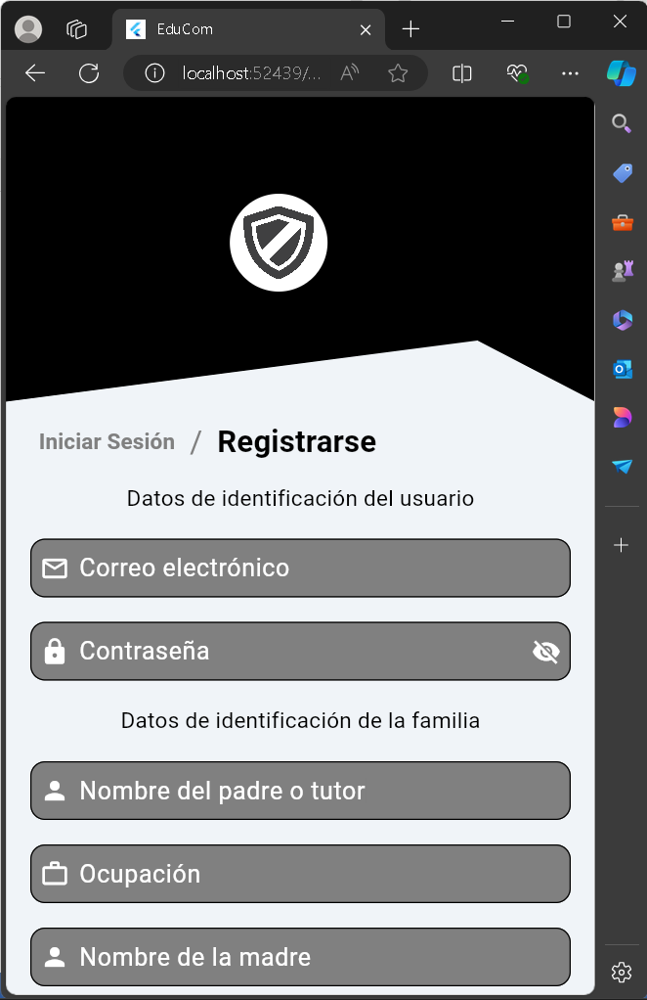 EduCom
localhost:52439/...
Iniciar Sesión / Registrarse
Datos de identificación del usuario
Correo electrónico
Contraseña
Datos de identificación de la familia
Nombre del padre o tutor
Ocupación
Nombre de la madre